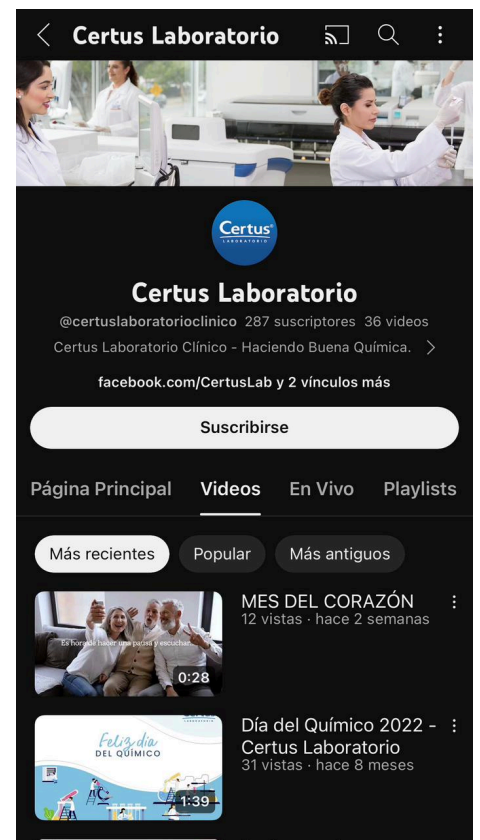 Certus Laboratorio
Certus
LABORATORIO
Certus Laboratorio
@certuslaboratorioclinico 287 suscriptores 36 videos
Certus Laboratorio Clínico - Haciendo Buena Química.
facebook.com/CertusLab y 2 vínculos más
Suscribirse
Página Principal Videos En Vivo Playlists
Más recientes Popular Más antiguos
MES DEL CORAZÓN
12 vistas · hace 2 semanas
Es hora de hacer una pausa y escuchar...
0:28
Día del Químico 2022 -
Certus Laboratorio
31 vistas · hace 8 meses
Certus
Feliz día
DEL QUÍMICO
1:39